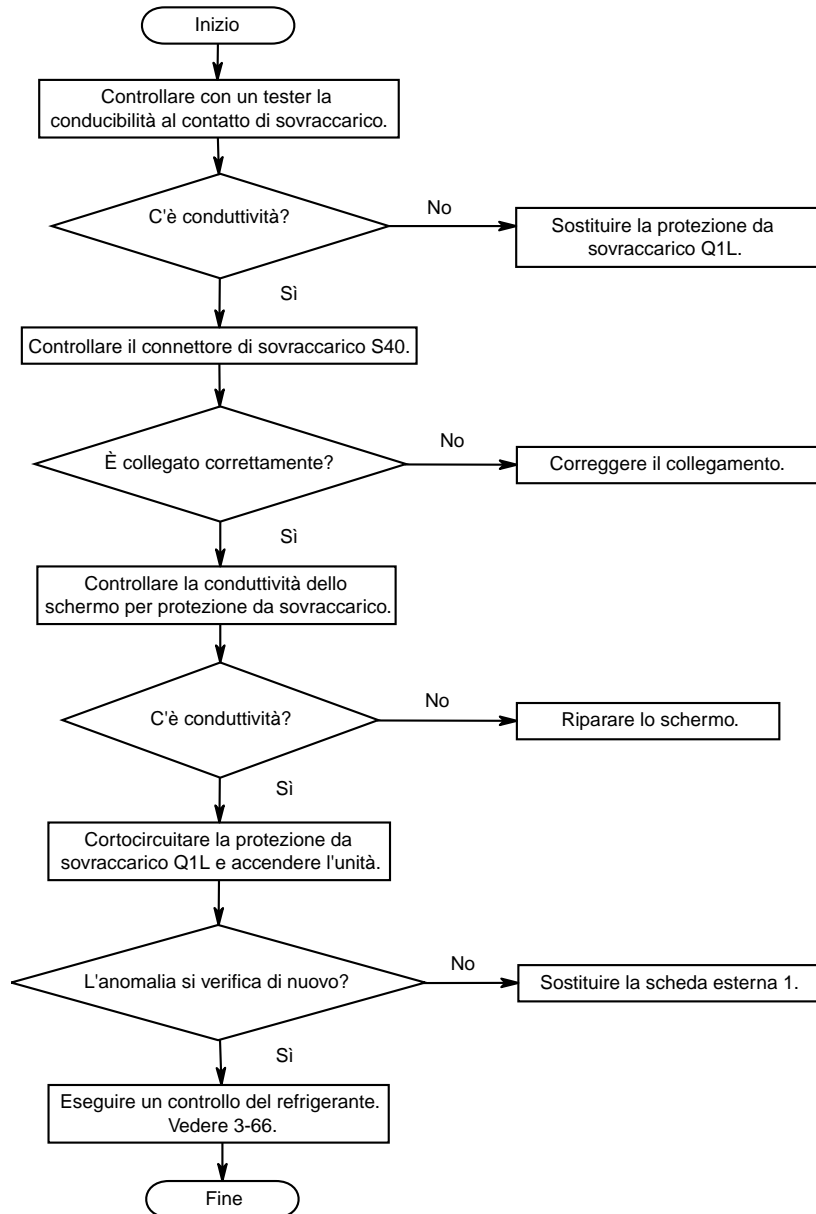 Inizio
Controllare con un tester la
conducibilità al contatto di sovraccarico.
C'è conduttività?
No
Sostituire la protezione da
sovraccarico Q1L.
Sì
Controllare il connettore di sovraccarico S40.
È collegato correttamente?
No
Correggere il collegamento.
Sì
Controllare la conduttività dello
schermo per protezione da sovraccarico.
C'è conduttività?
No
Riparare lo schermo.
Sì
Cortocircuitare la protezione da
sovraccarico Q1L e accendere l'unità.
L'anomalia si verifica di nuovo?
No
Sostituire la scheda esterna 1.
Sì
Eseguire un controllo del refrigerante.
Vedere 3-66.
Fine